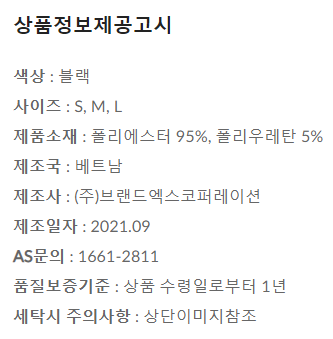 상품정보제공고시
색상 : 블랙
사이즈 : S, M, L
제품소재 : 폴리에스터 95%, 폴리우레탄 5%
제조국 : 베트남
제조사 : (주)브랜드엑스코퍼레이션
제조일자 : 2021.09
AS문의 : 1661-2811
품질보증기준 : 상품 수령일로부터 1년
세탁시 주의사항 : 상단이미지참조